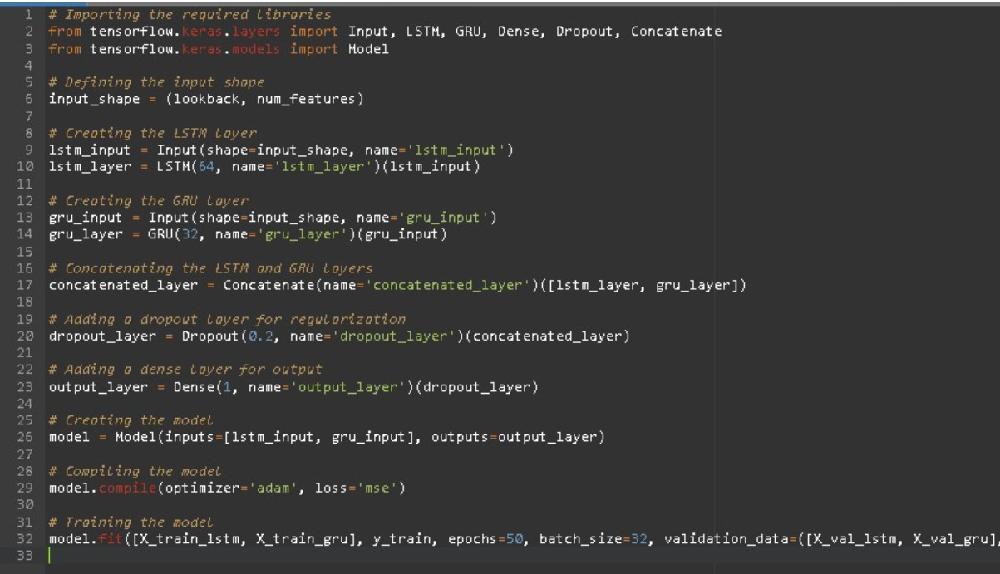 1 # Importing the required libraries
2 from tensorflow.keras.layers import Input, LSTM, GRU, Dense, Dropout, Concatenate
3 from tensorflow.keras.models import Model
4
5 # Defining the input shape
6 input_shape = (lookback, num_features)
7
8 # Creating the LSTM layer
9 lstm_input = Input(shape=input_shape, name='lstm_input')
10 lstm_layer = LSTM(64, name='lstm_layer')(lstm_input)
11
12 # Creating the GRU layer
13 gru_input = Input(shape=input_shape, name='gru_input')
14 gru_layer = GRU(32, name='gru_layer')(gru_input)
15
16 # Concatenating the LSTM and GRU layers
17 concatenated_layer = Concatenate(name='concatenated_layer')([lstm_layer, gru_layer])
18
19 # Adding a dropout layer for regularization
20 dropout_layer = Dropout(0.2, name='dropout_layer')(concatenated_layer)
21
22 # Adding a dense layer for output
23 output_layer = Dense(1, name='output_layer')(dropout_layer)
24
25 # Creating the model
26 model = Model(inputs=[lstm_input, gru_input], outputs=output_layer)
27
28 # Compiling the model
29 model.compile(optimizer='adam', loss='mse')
30
31 # Training the model
32 model.fit([X_train_lstm, X_train_gru], y_train, epochs=50, batch_size=32, validation_data=([X_val_lstm, X_val_gru],
33